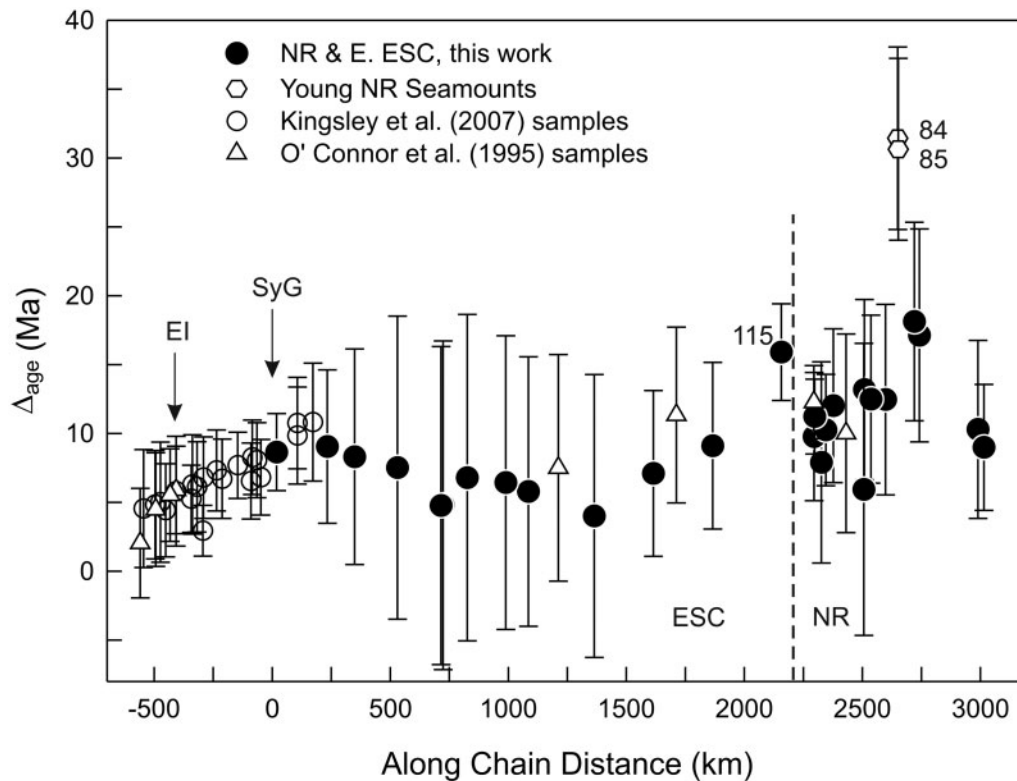 40
30
20
10
0
Δage (Ma)
NR & E. ESC, this work
Young NR Seamounts
Kingsley et al. (2007) samples
O' Connor et al. (1995) samples
84
85
SyG
EI
115
ESC
NR
-500 0 500 1000 1500 2000 2500 3000
Along Chain Distance (km)